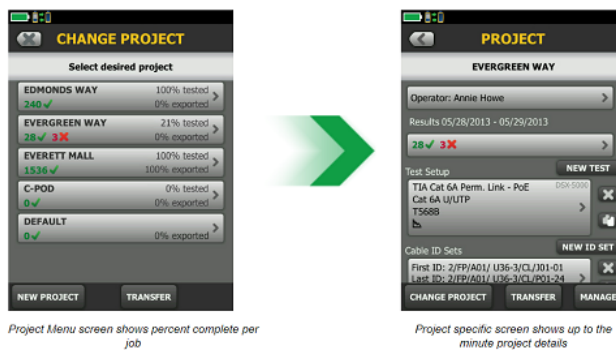 CHANGE PROJECT
Select desired project
EDMONDS WAY 100% tested
240 0% exported
EVERGREEN WAY 21% tested
28 3 0% exported
EVERETT MALL 100% tested
1536 100% exported
C-POD 0% tested
0 0% exported
DEFAULT
0 0% exported
NEW PROJECT TRANSFER
Project Menu screen shows percent complete per
job
PROJECT
EVERGREEN WAY
Operator: Annie Howe
Results 05/28/2013 - 05/29/2013
28 3
Test Setup NEW TEST
TIA Cat 6A Perm. Link - PoE DSX-5000
Cat 6A U/UTP
T568B
Cable ID Sets NEW ID SET
First ID: 2/FP/A01/ U36-3/CL/J01-01
Last ID: 2/FP/A01/ U36-3/CL/P01-24
CHANGE PROJECT TRANSFER MANAGE
Project specific screen shows up to the
minute project details